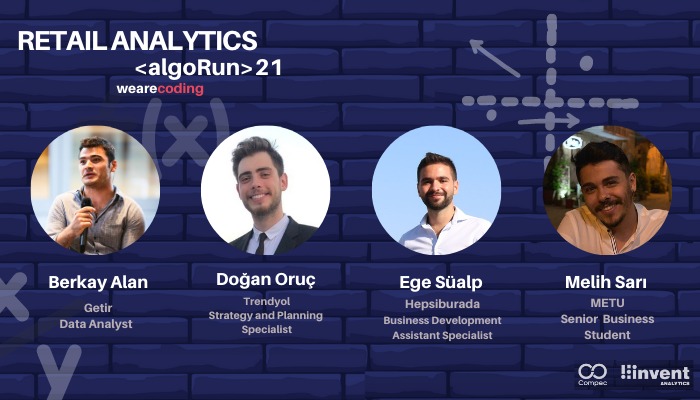 RETAIL ANALYTICS
<algoRun>21
wearecoding
(x)
Berkay Alan
Getir
Data Analyst
Doğan Oruç
Trendyol
Strategy and Planning
Specialist
Ege Süalp
Hepsiburada
Business Development
Assistant Specialist
Melih Sarı
METU
Senior Business
Student
x
y
Compec
invent
ANALYTICS